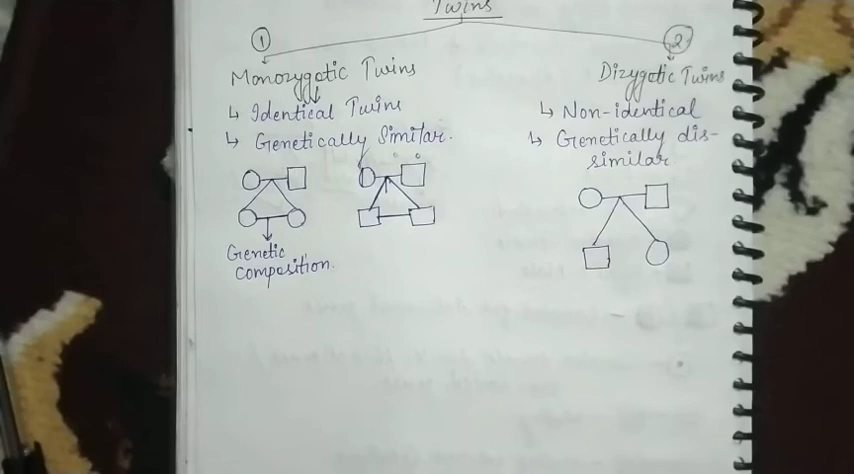 Twins
1
2
Monozygotic Twins
Dizygotic Twins
↳ Identical Twins
↳ Non-identical
↳ Genetically Similar.
↳ Genetically dis-
similar
Genetic
Composition.